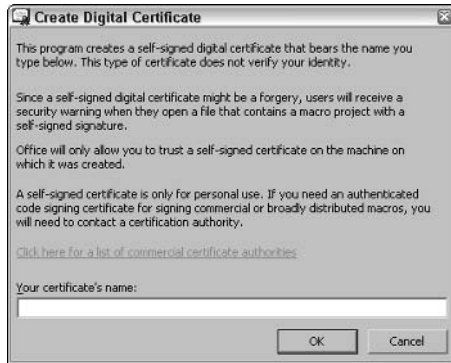 Create Digital Certificate
This program creates a self-signed digital certificate that bears the name you
type below. This type of certificate does not verify your identity.
Since a self-signed digital certificate might be a forgery, users will receive a
security warning when they open a file that contains a macro project with a
self-signed signature.
Office will only allow you to trust a self-signed certificate on the machine on
which it was created.
A self-signed certificate is only for personal use. If you need an authenticated
code signing certificate for signing commercial or broadly distributed macros, you
will need to contact a certification authority.
Click here for a list of commercial certificate authorities
Your certificate's name:
OK Cancel